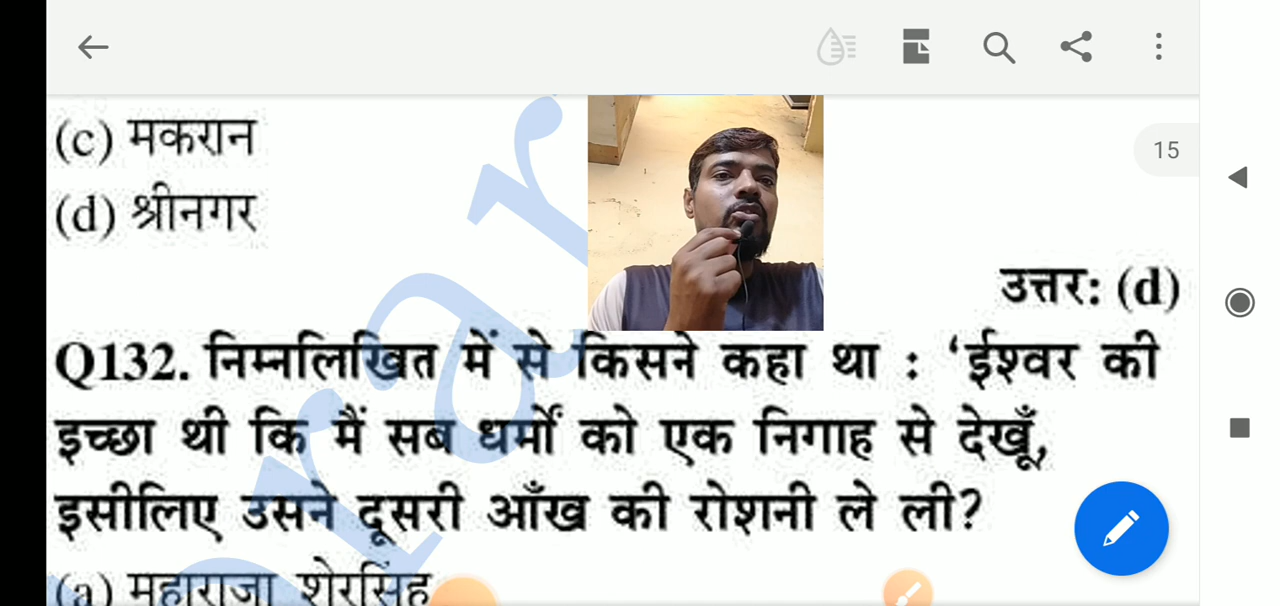 (c) मकरान
(d) श्रीनगर
15
उत्तर: (d)
Q132. निम्नलिखित में से किसने कहा था : ‘ईश्वर की
इच्छा थी कि मैं सब धर्मों को एक निगाह से देखूँ,
इसीलिए उसने दूसरी आँख की रोशनी ले ली?
(a) महाराजा शेरसिंह